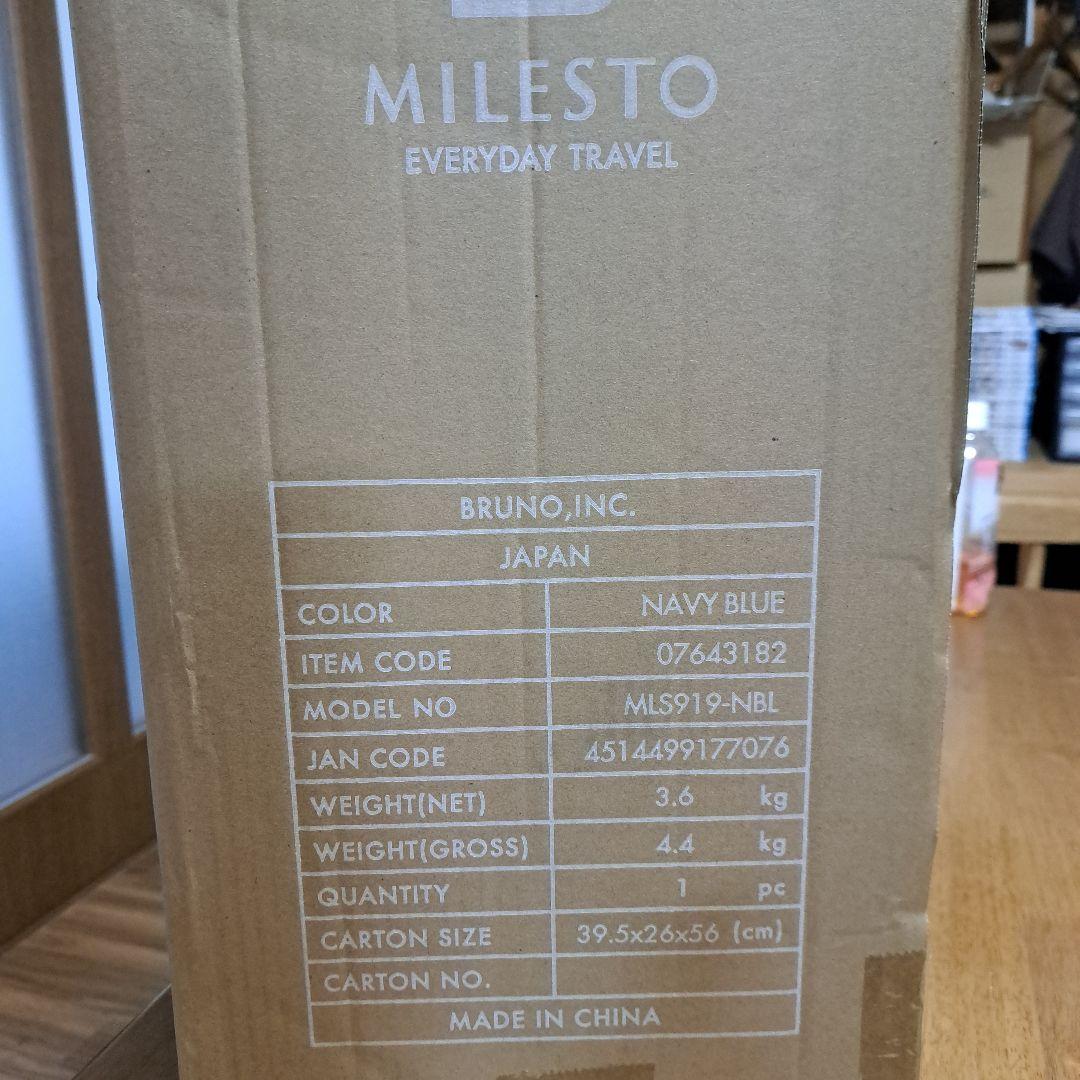 MILESTO
EVERYDAY TRAVEL
BRUNO,INC.
JAPAN
COLOR NAVY BLUE
ITEM CODE 07643182
MODEL NO MLS919-NBL
JAN CODE 4514499177076
WEIGHT(NET) 3.6 kg
WEIGHT(GROSS) 4.4 kg
QUANTITY 1 pc
CARTON SIZE 39.5x26x56 (cm)
CARTON NO.
MADE IN CHINA